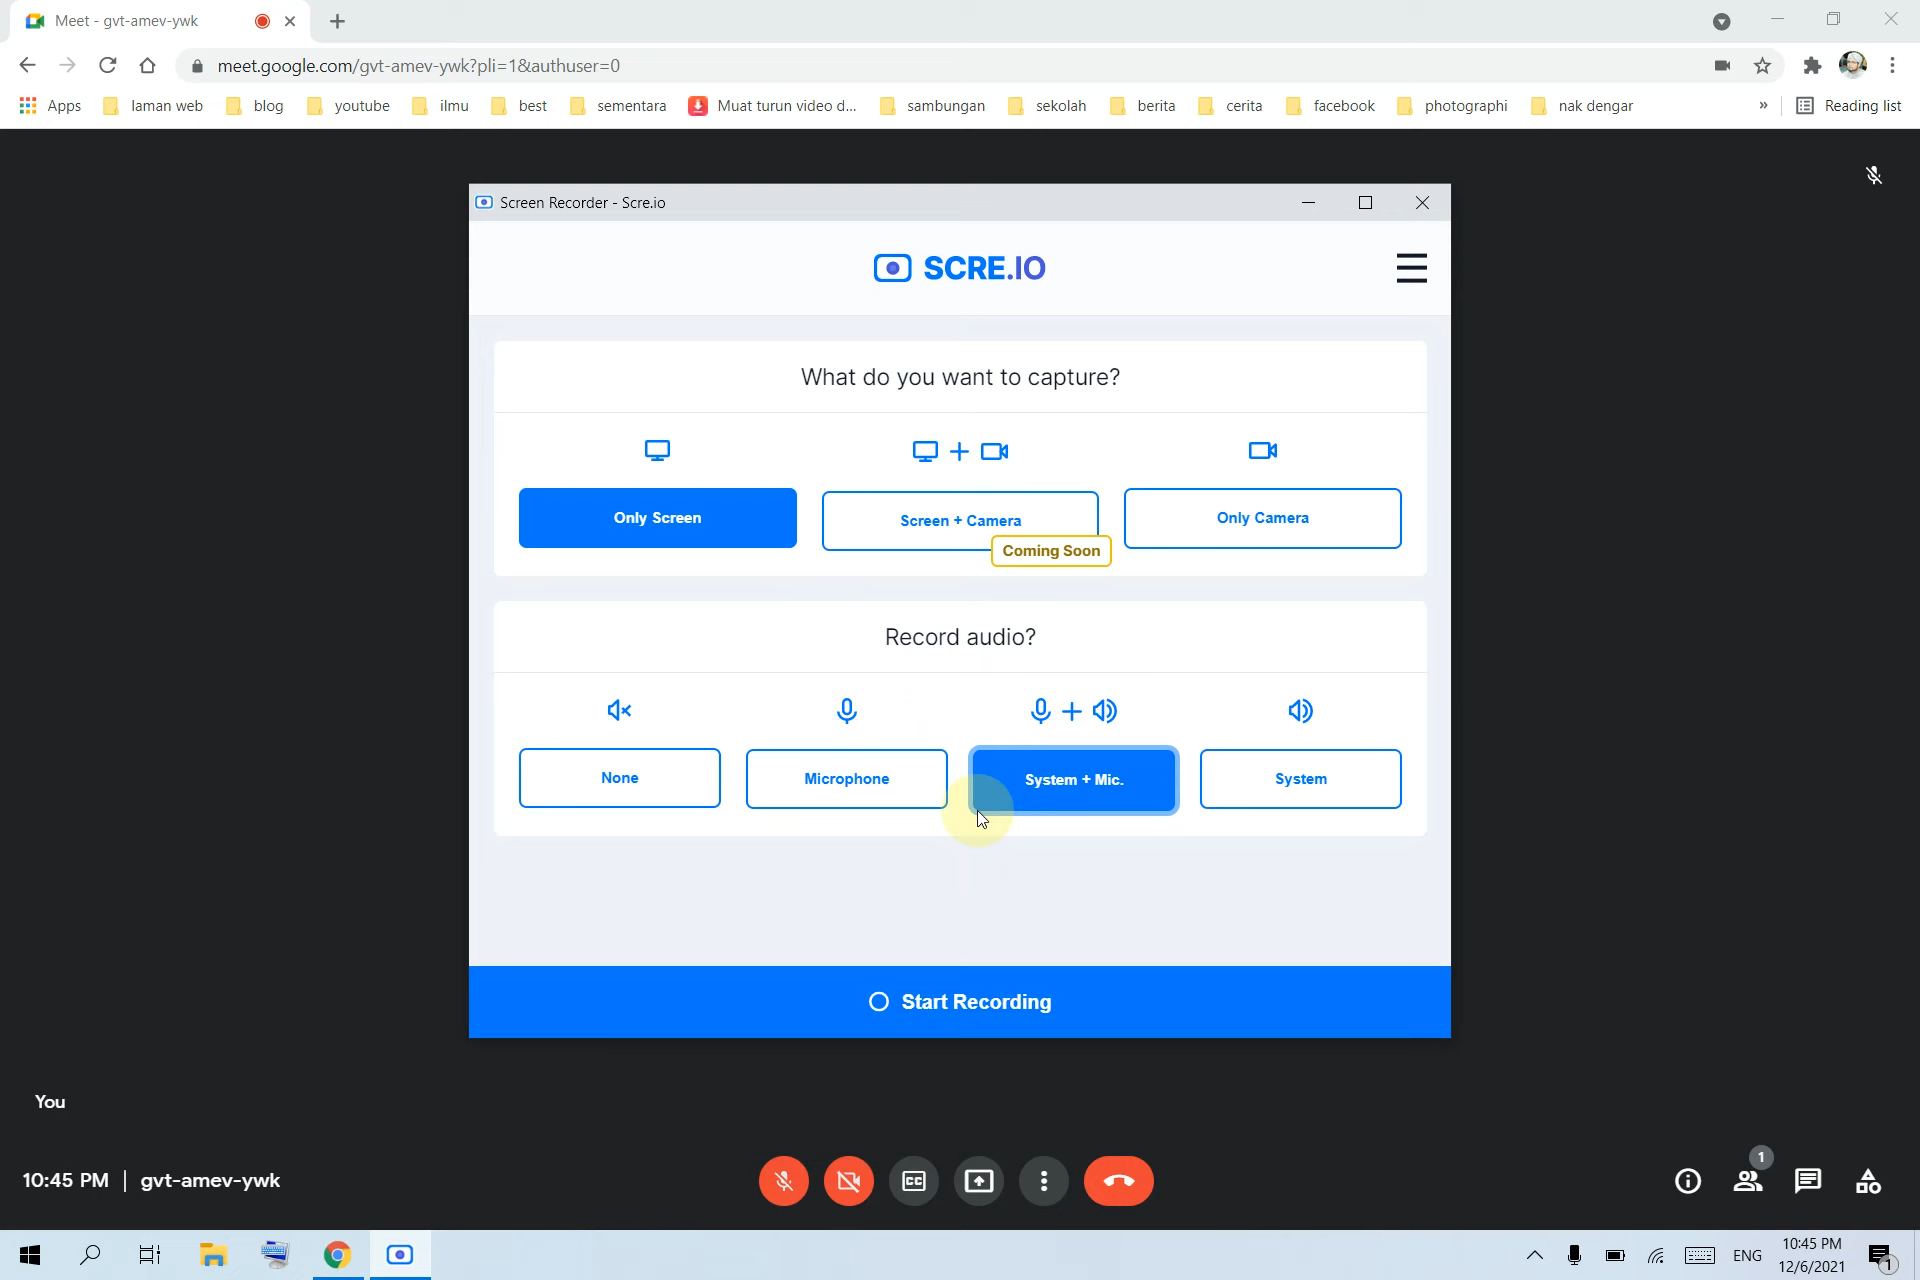 Meet - gvt-amev-ywk
meet.google.com/gvt-amev-ywk?pli=1&authuser=0
Apps laman web blog youtube ilmu best sementara Muat turun video d... sambungan sekolah berita cerita facebook photographi nak dengar » Reading list
Screen Recorder - Scre.io
SCRE.IO
What do you want to capture?
Only Screen Screen + Camera Only Camera
Coming Soon
Record audio?
None Microphone System + Mic. System
Start Recording
You
10:45 PM | gvt-amev-ywk
CC
1
ENG
10:45 PM
12/6/2021
1